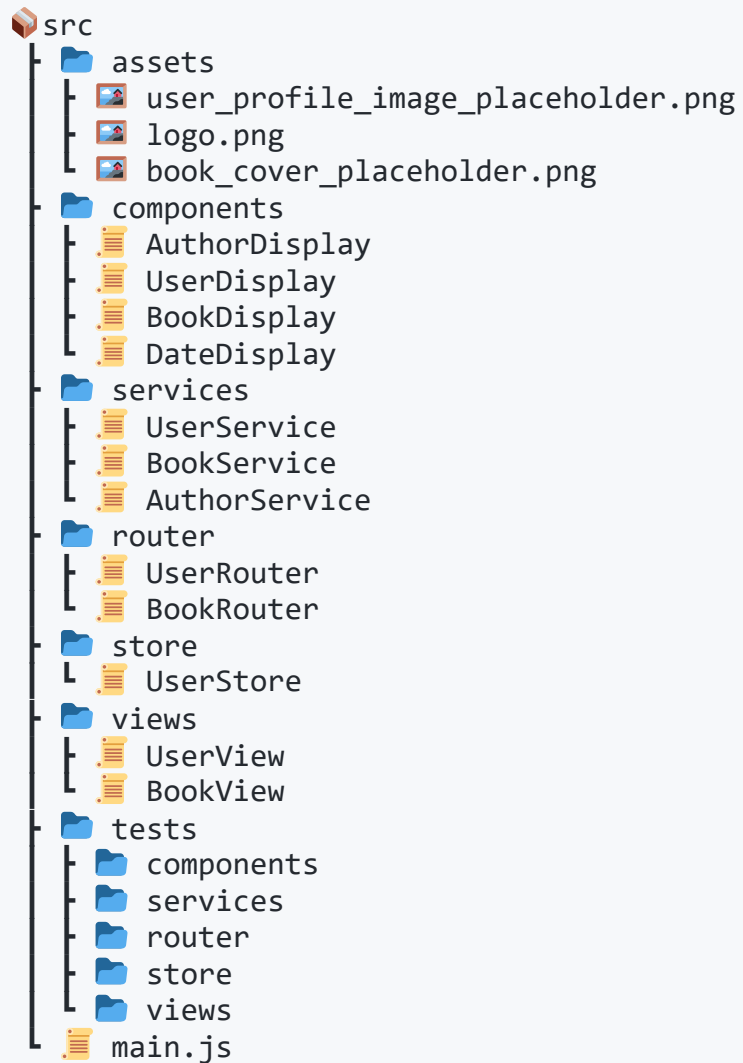 src
assets
user_profile_image_placeholder.png
logo.png
book_cover_placeholder.png
components
AuthorDisplay
UserDisplay
BookDisplay
DateDisplay
services
UserService
BookService
AuthorService
router
UserRouter
BookRouter
store
UserStore
views
UserView
BookView
tests
components
services
router
store
views
main.js